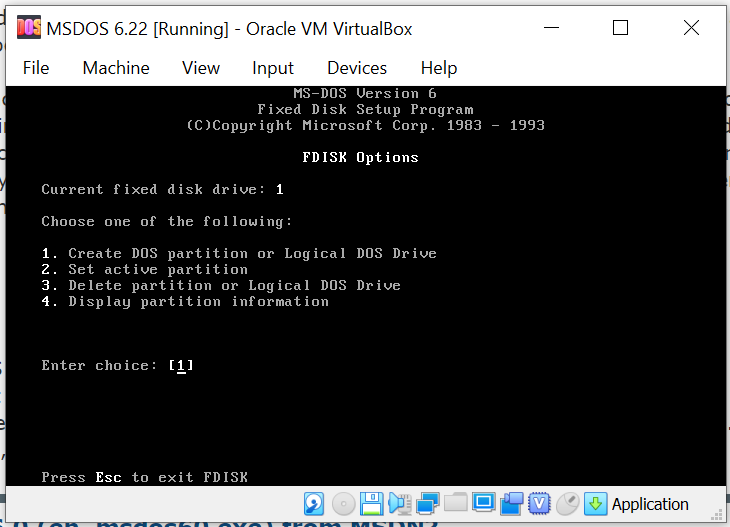 MSDOS 6.22 [Running] - Oracle VM VirtualBox
File Machine View Input Devices Help
MS-DOS Version 6
Fixed Disk Setup Program
(C)Copyright Microsoft Corp. 1983 - 1993
FDISK Options
Current fixed disk drive: 1
Choose one of the following:
1. Create DOS partition or Logical DOS Drive
2. Set active partition
3. Delete partition or Logical DOS Drive
4. Display partition information
Enter choice: [1]
Press Esc to exit FDISK
Application